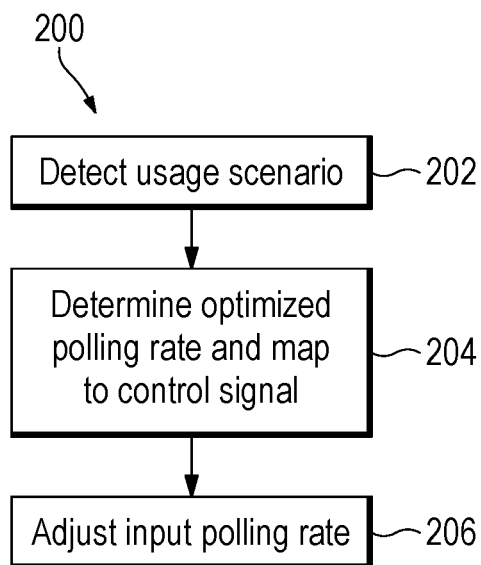 200
Detect usage scenario
202
Determine optimized
polling rate and map
to control signal
204
Adjust input polling rate
206